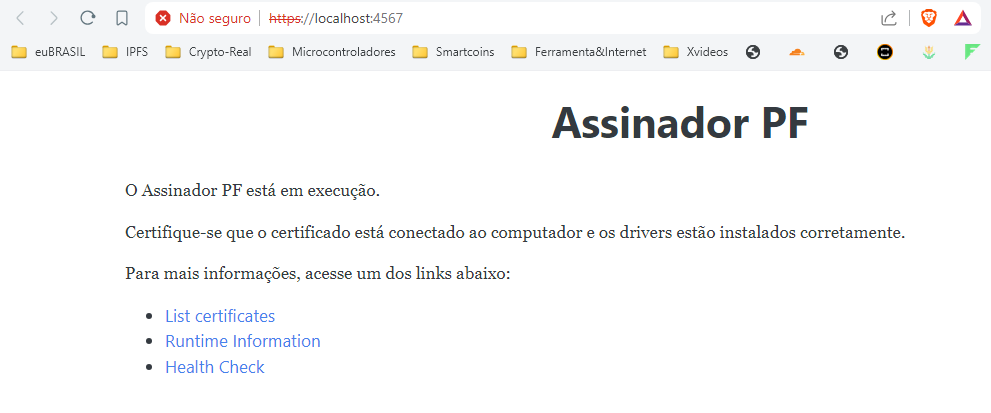 Não seguro https://localhost:4567
euBRASIL IPFS Crypto-Real Microcontroladores Smartcoins Ferramenta&Internet Xvideos
Assinador PF
O Assinador PF está em execução.
Certifique-se que o certificado está conectado ao computador e os drivers estão instalados corretamente.
Para mais informações, acesse um dos links abaixo:
List certificates
Runtime Information
Health Check